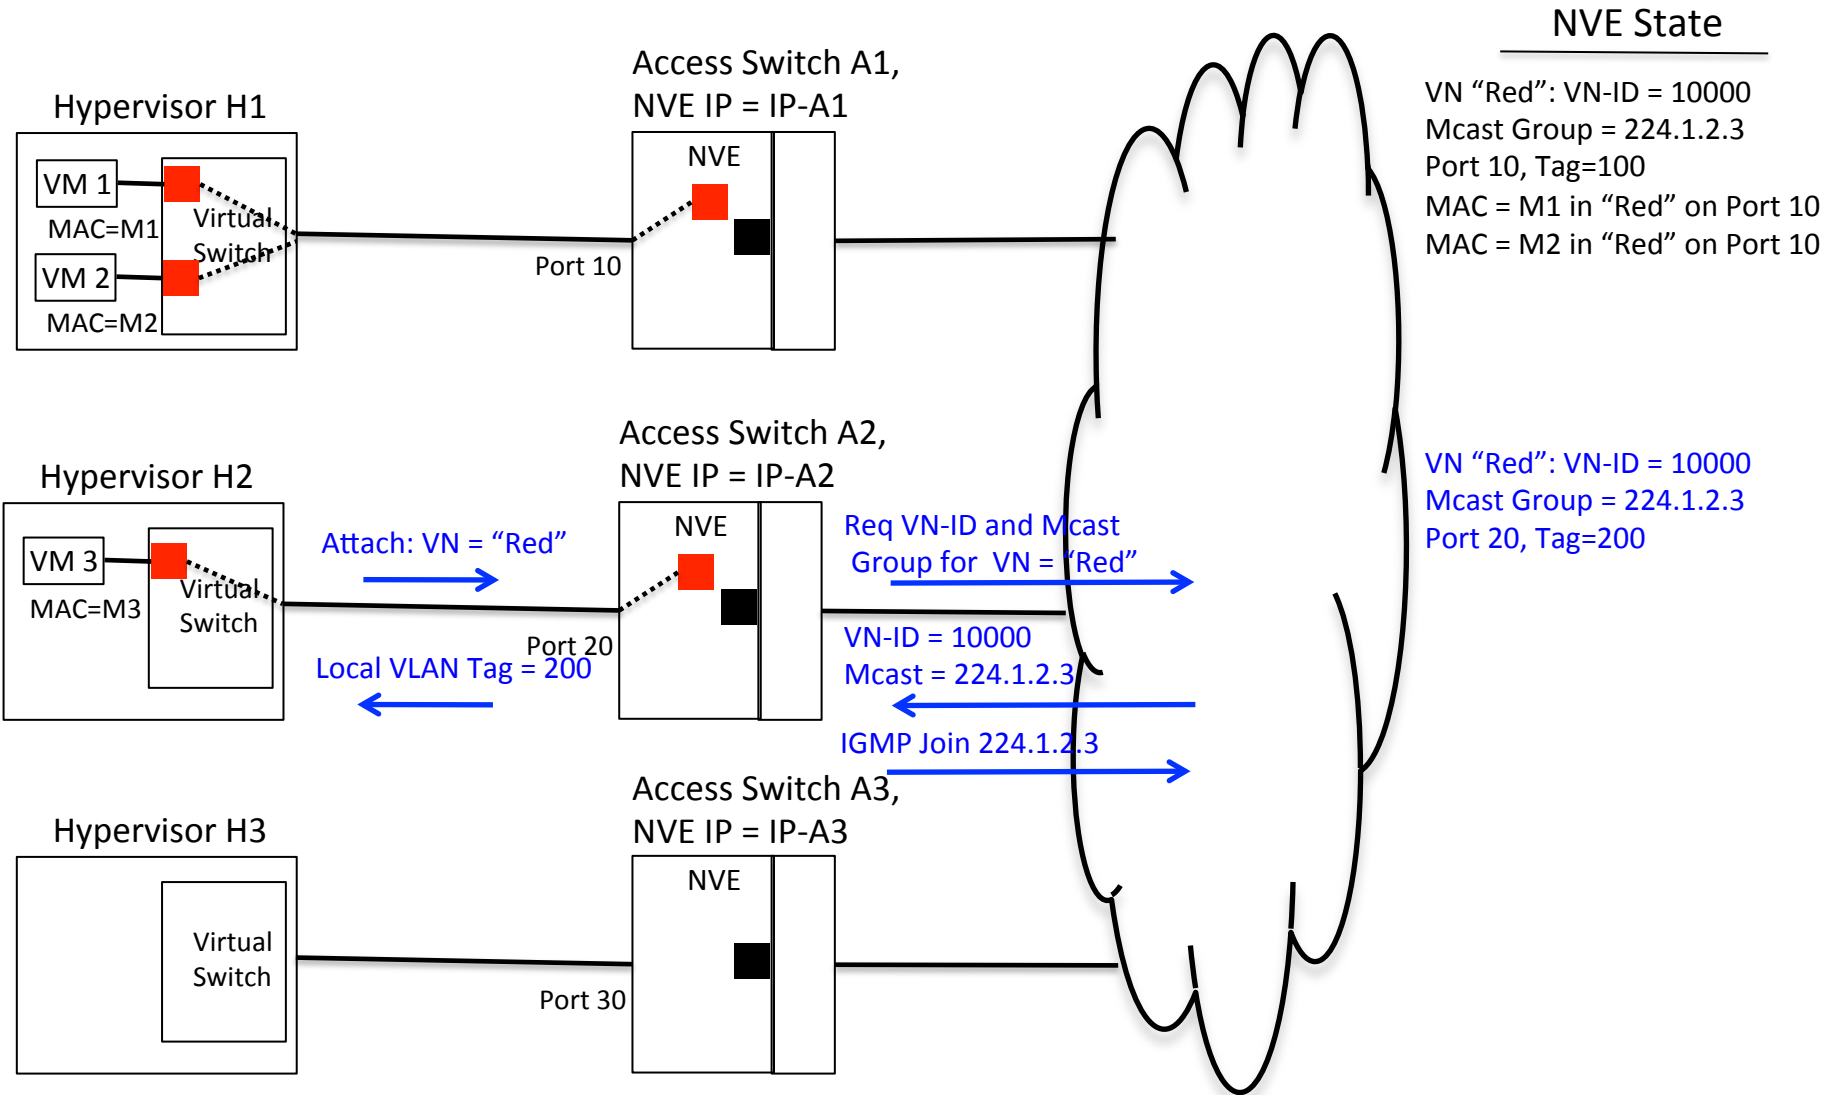 NVE State
Access Switch A1,
NVE IP = IP-A1
Hypervisor H1
VM 1
MAC=M1
VM 2
MAC=M2
Virtual
Switch
Port 10
NVE
VN “Red”: VN-ID = 10000
Mcast Group = 224.1.2.3
Port 10, Tag=100
MAC = M1 in “Red” on Port 10
MAC = M2 in “Red” on Port 10
Access Switch A2,
NVE IP = IP-A2
Hypervisor H2
VM 3
MAC=M3
Virtual
Switch
Attach: VN = “Red”
Local VLAN Tag = 200
Port 20
NVE
Req VN-ID and Mcast
Group for VN = “Red”
VN-ID = 10000
Mcast = 224.1.2.3
IGMP Join 224.1.2.3
VN “Red”: VN-ID = 10000
Mcast Group = 224.1.2.3
Port 20, Tag=200
Access Switch A3,
NVE IP = IP-A3
Hypervisor H3
Virtual
Switch
Port 30
NVE